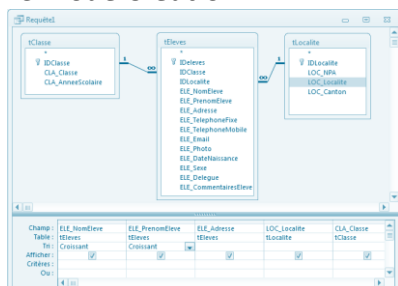 Requête1
tClasse
*
IDClasse
CLA_Classe
CLA_AnneeScolaire
1
∞
tEleves
*
IDeleves
IDClasse
IDLocalite
ELE_NomEleve
ELE_PrenomEleve
ELE_Adresse
ELE_TelephoneFixe
ELE_TelephoneMobile
ELE_Email
ELE_Photo
ELE_DateNaissance
ELE_Sexe
ELE_Delegue
ELE_CommentairesEleve
∞
1
tLocalite
*
IDLocalite
LOC_NPA
LOC_Localite
LOC_Canton
Champ : ELE_NomEleve ELE_PrenomEleve ELE_Adresse LOC_Localite CLA_Classe
Table : tEleves tEleves tEleves tLocalite tClasse
Tri : Croissant Croissant
Afficher :
Critères :
Ou :